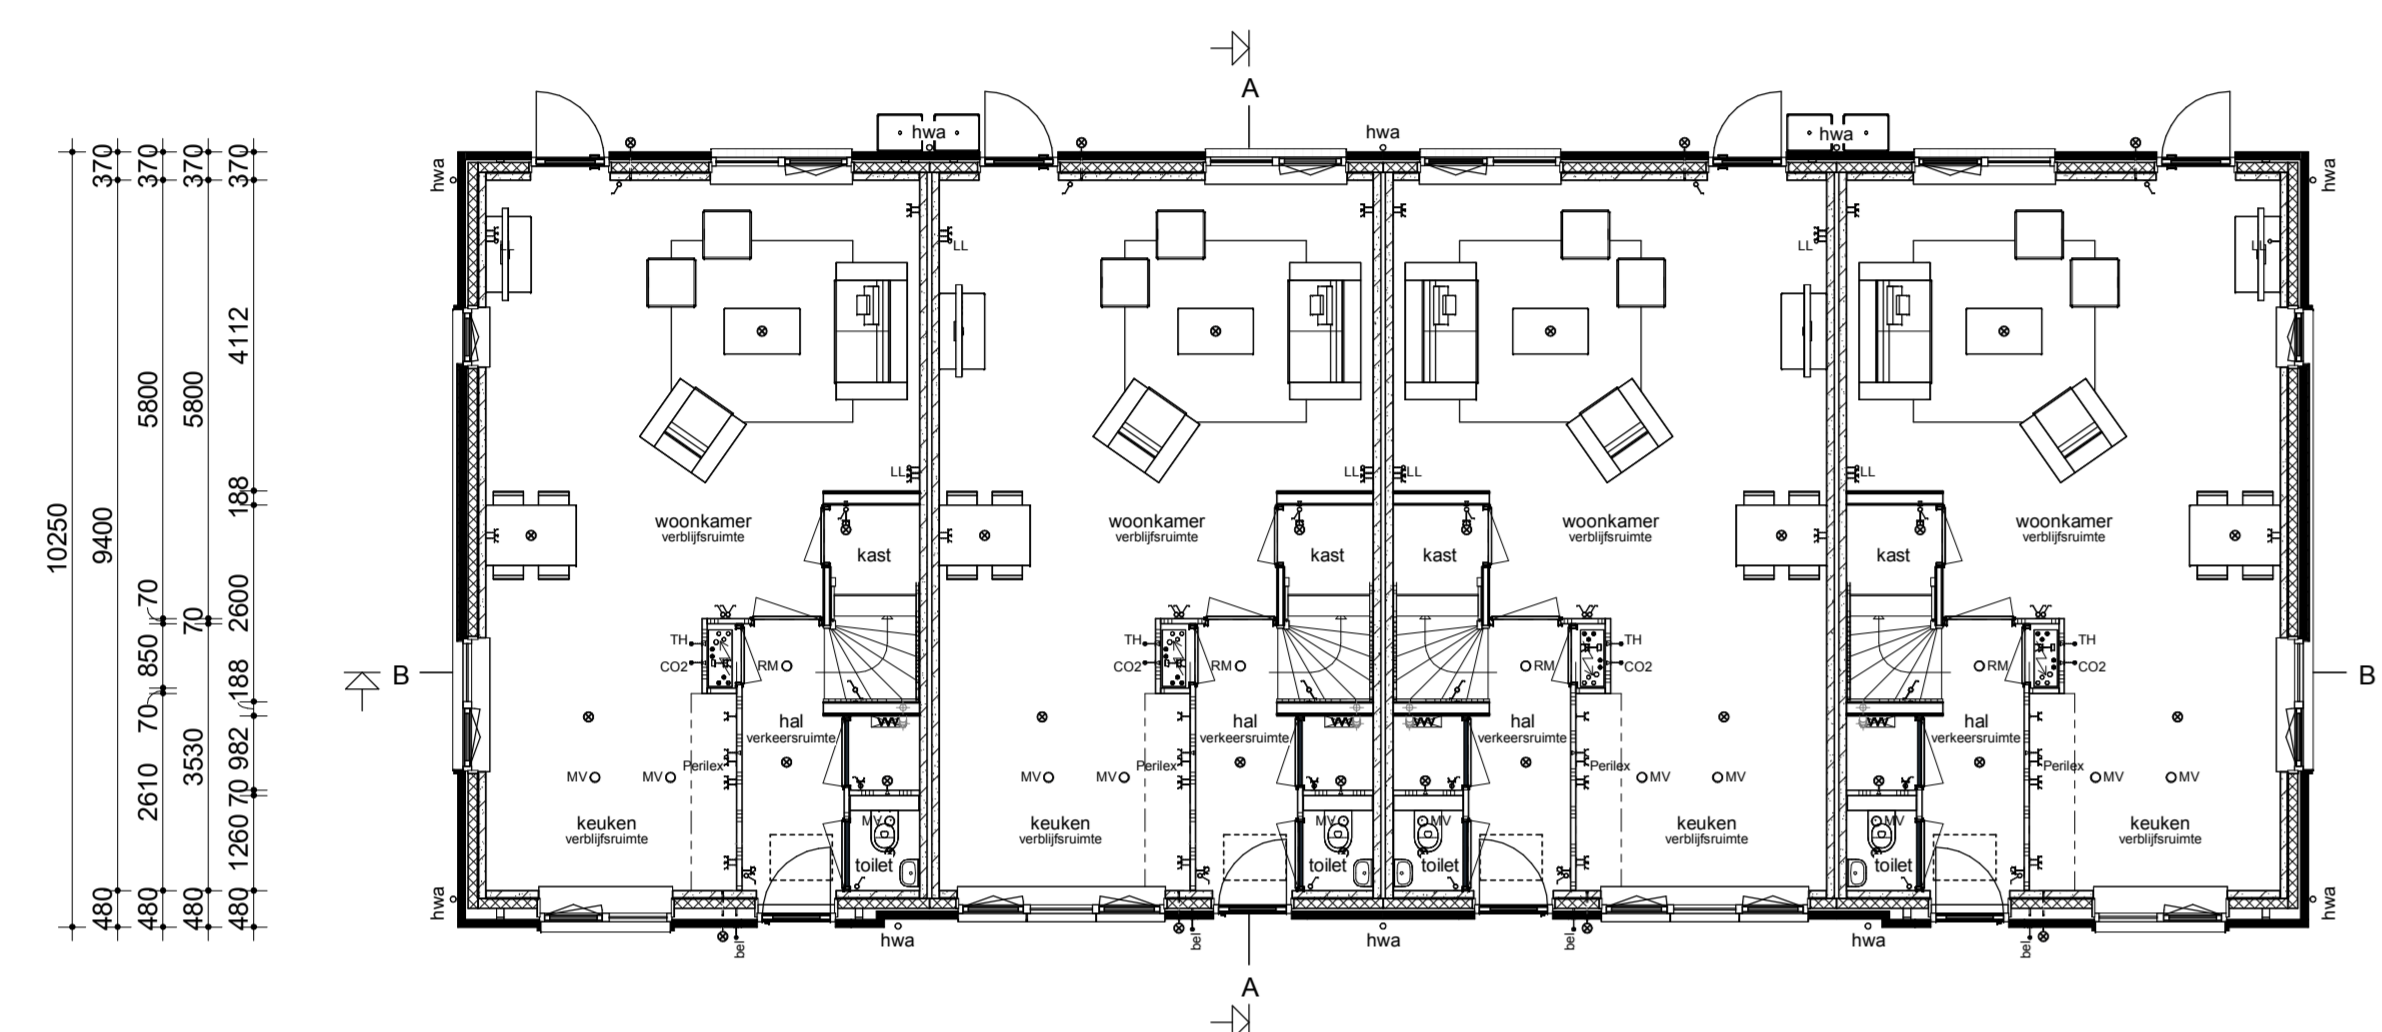 A
hwa
hwa
hwa
hwa
hwa
370
370
370
370
370
LL
LL
LL
4112
5800
5800
LL
LL
LL
LL
188
10250
9400
woonkamer
verblijfsruimte
woonkamer
verblijfsruimte
woonkamer
verblijfsruimte
woonkamer
verblijfsruimte
kast
kast
kast
kast
70
70
2600
850
TH
TH
TH
TH
CO2
RM
CO2
RM
RM
CO2
RM
CO2
B
B
188
70
hal
verkeersruimte
hal
verkeersruimte
hal
verkeersruimte
hal
verkeersruimte
3530
982
Perilex
Perilex
Perilex
Perilex
MV
MV
MV
MV
MV
MV
MV
MV
2610
70
1260
MV
MV
MV
MV
keuken
verblijfsruimte
keuken
verblijfsruimte
keuken
verblijfsruimte
keuken
verblijfsruimte
toilet
toilet
toilet
toilet
480
480
480
480
hwa
hwa
hwa
hwa
hwa
bel
bel
bel
bel
A